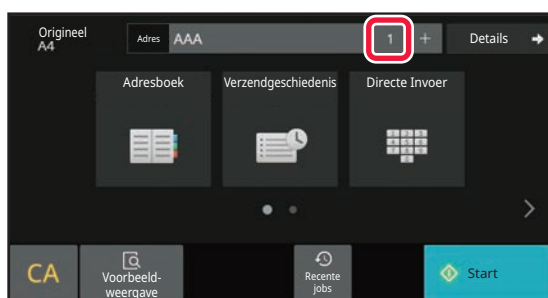 Origineel
A4
Adres AAA 1 + Details
Adresboek Verzendgeschiedenis Directe Invoer
CA Voorbeeld-
weergave
Recente
jobs
Start